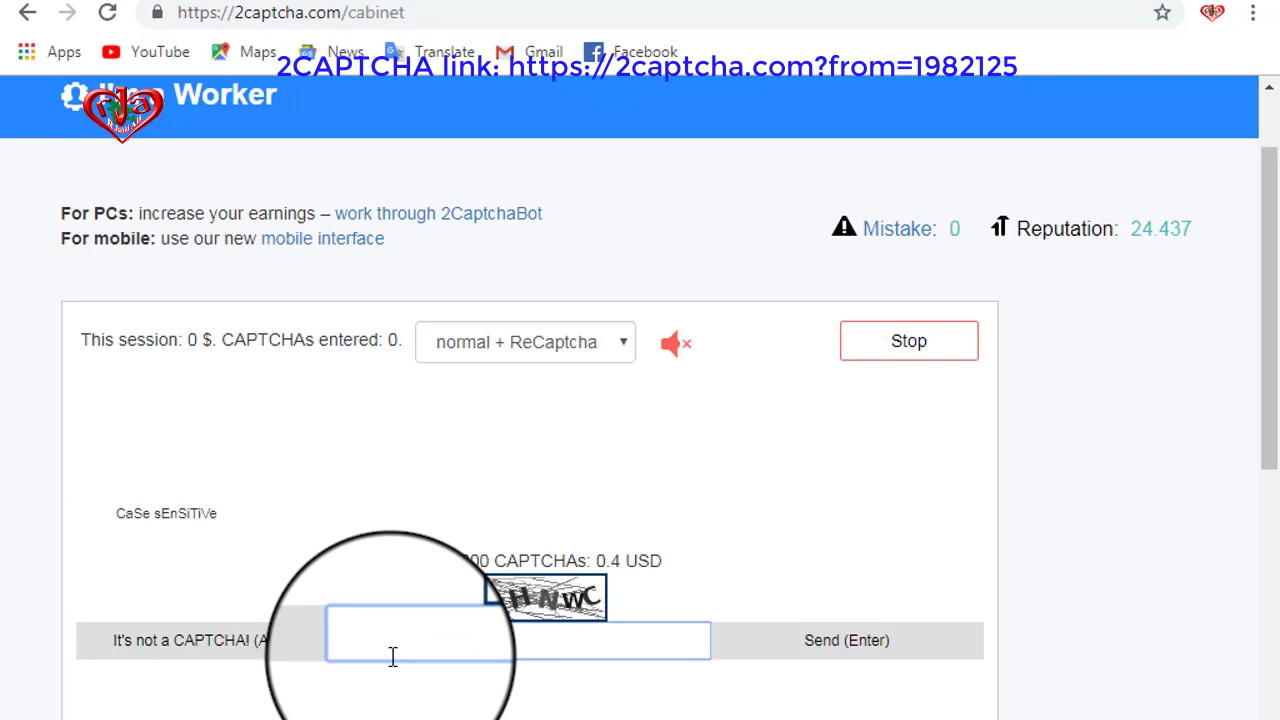 https://2captcha.com/cabinet
Apps YouTube Maps News Translate Gmail Facebook
2CAPTCHA link: https://2captcha.com?from=1982125
Worker
For PCs: increase your earnings – work through 2CaptchaBot
For mobile: use our new mobile interface
Mistake: 0 Reputation: 24.437
This session: 0 $. CAPTCHAs entered: 0. normal + ReCaptcha Stop
CaSe sEnSiTiVe
CAPTCHAs: 0.4 USD
It's not a CAPTCHA! Send (Enter)